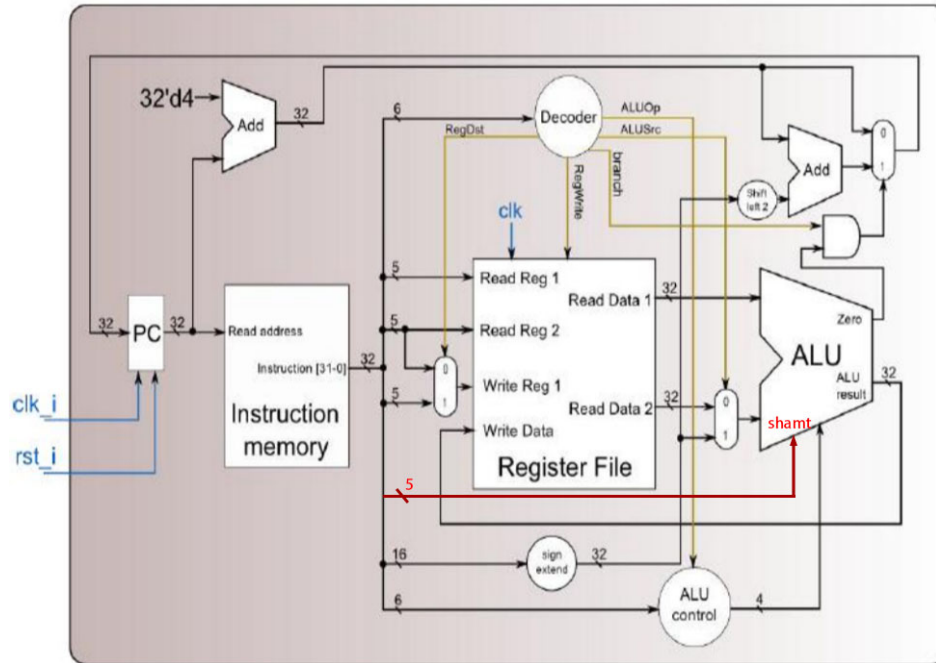 32'd4
Add
32
6
Decoder
ALUOp
RegDst
ALUSrc
branch
RegWrite
0
1
Add
Shift
left 2
clk
5
Read Reg 1
32
Read Data 1
Zero
32
PC
32
Read address
5
Read Reg 2
ALU
Instruction [31-0]
32
0
1
ALU
result
32
clk_i
5
Write Reg 1
Read Data 2
32
0
1
Instruction
memory
Write Data
shamt
rst_i
Register File
5
16
sign
extend
32
6
ALU
control
4